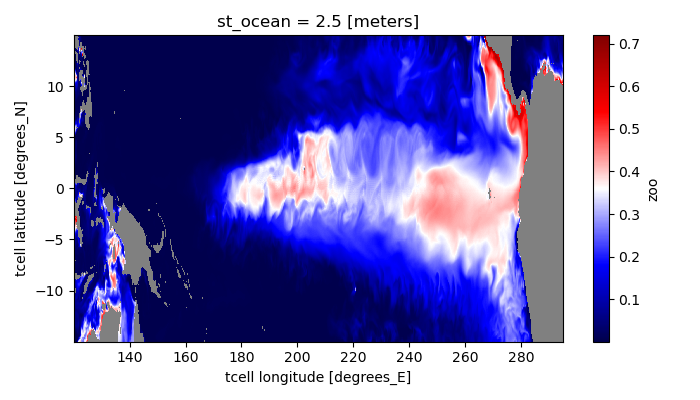 st_ocean = 2.5 [meters]
10
5
0
−5
−10
tcell latitude [degrees_N]
140 160 180 200 220 240 260 280
tcell longitude [degrees_E]
0.7
0.6
0.5
0.4
0.3
0.2
0.1
zoo